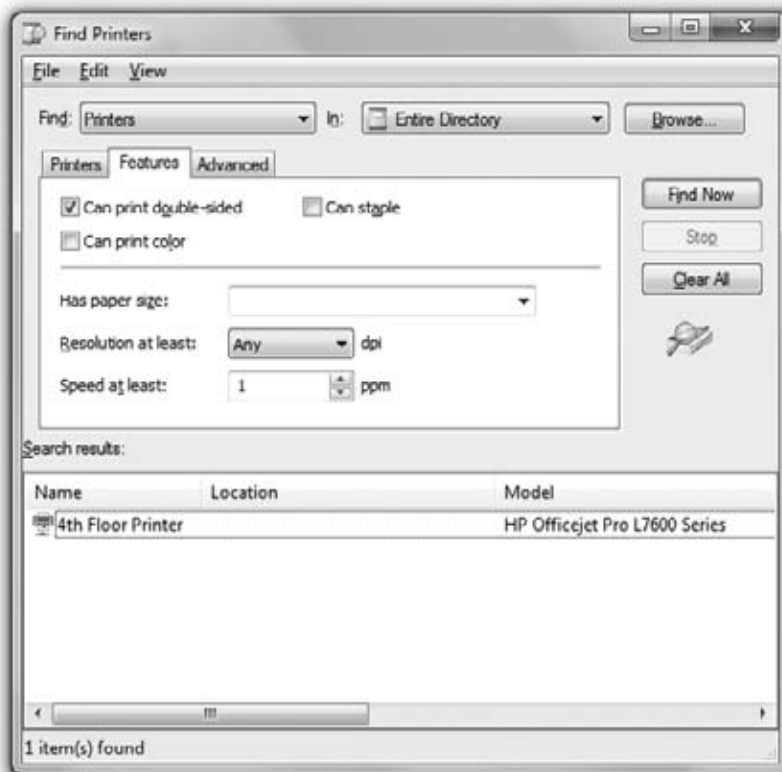 Find Printers
File Edit View
Find: Printers In: Entire Directory Browse...
Printers Features Advanced
Can print double-sided Can staple
Can print color
Find Now
Stop
Has paper size:
Clear All
Resolution at least: Any dpi
Speed at least: 1 ppm
Search results:
Name Location Model
4th Floor Printer HP Officejet Pro L7600 Series
1 item(s) found